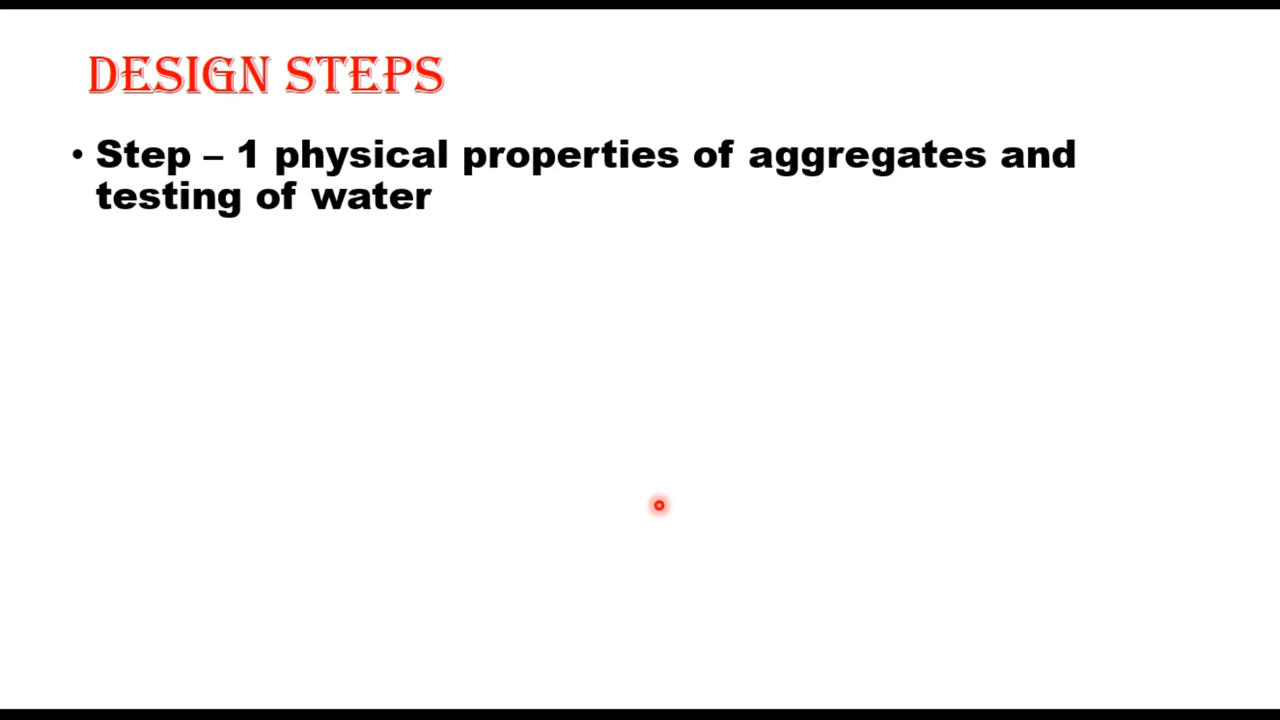 DESIGN STEPS
• Step – 1 physical properties of aggregates and
testing of water